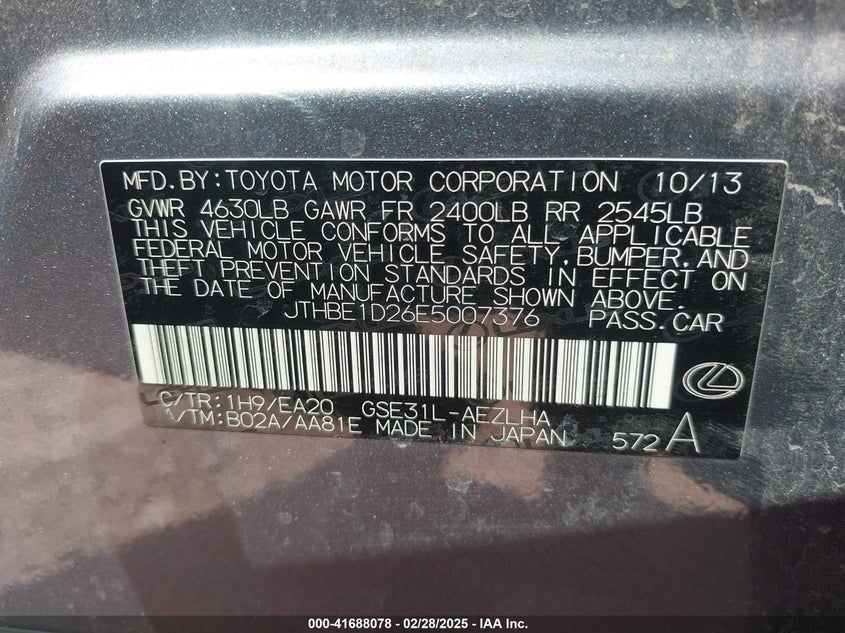 MFD.BY:TOYOTA MOTOR CORPORATION 10/13
GVWR 4630LB GAWR FR 2400LB RR 2545LB
THIS VEHICLE CONFORMS TO ALL APPLICABLE
FEDERAL MOTOR VEHICLE SAFETY,BUMPER,AND
THEFT PREVENTION STANDARDS IN EFFECT ON
THE DATE OF MANUFACTURE SHOWN ABOVE.
JTHBE1D26E5007376 PASS.CAR
C/TR:1H9/EA20 GSE31L-AEZLHA
A/TM:B02A/AA81E MADE IN JAPAN 572A
000-41688078 - 02/28/2025 - IAA Inc.